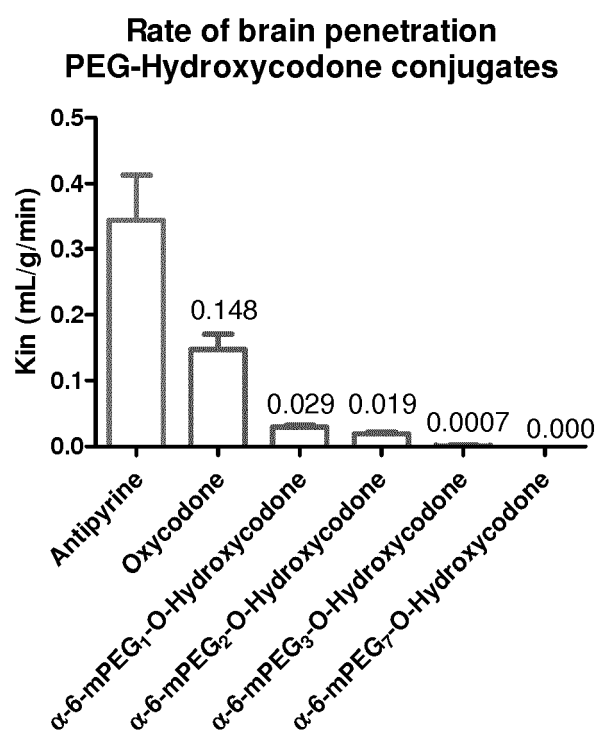 Rate of brain penetration
PEG-Hydroxycodone conjugates
Kin (mL/g/min)
0.5
0.4
0.3
0.2
0.1
0.0
0.148
0.029
0.019
0.0007
0.000
Antipyrine
Oxycodone
α-6-mPEG₁-O-Hydroxycodone
α-6-mPEG₂-O-Hydroxycodone
α-6-mPEG₃-O-Hydroxycodone
α-6-mPEG₇-O-Hydroxycodone